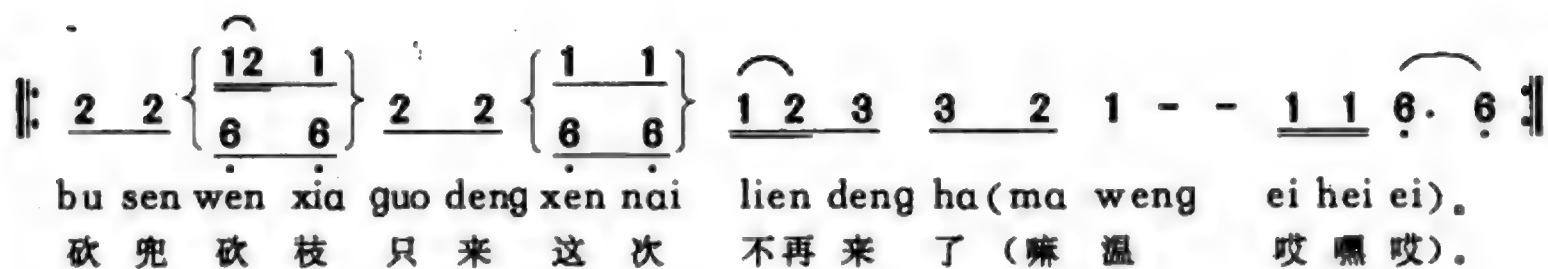 12 1 1 1
2 2 2 2 1 2 3 3 2 1 - - 1 1 6 · 6
6 6 6 6
bu sen wen xia guo deng xen nai lien deng ha (ma weng ei hei ei)。
砍 兜 砍 枝 只 来 这 次 不再 来 了 (嘛 温 哎 嘿 哎)。